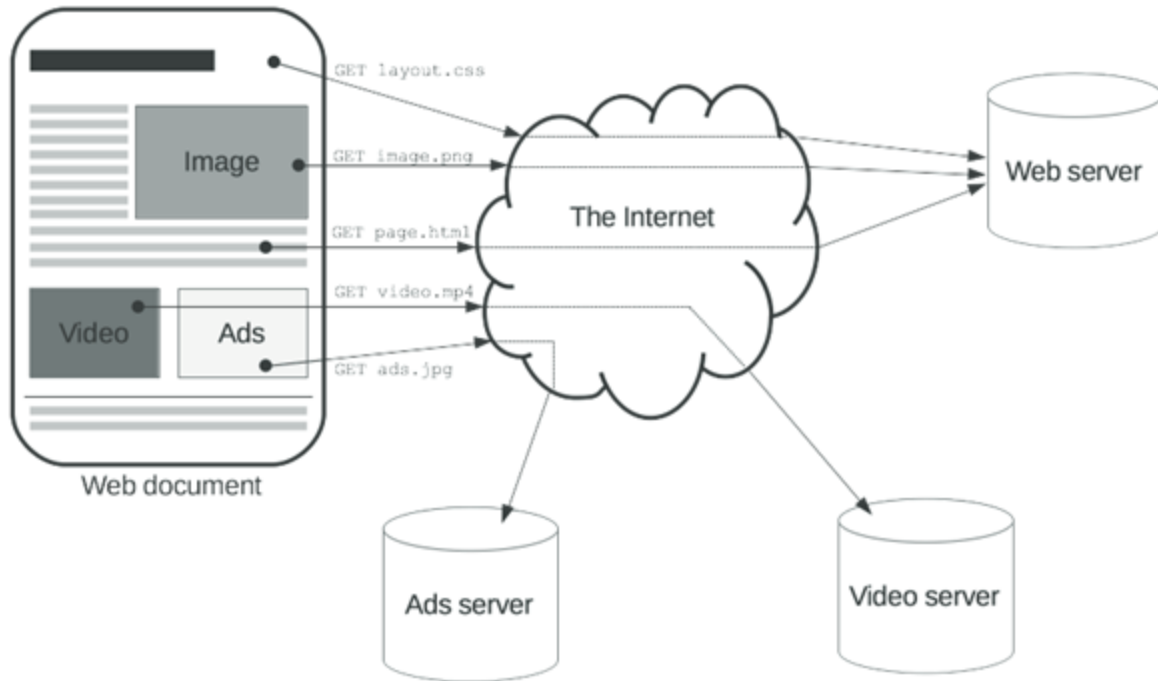 GET layout.css
Image
GET image.png
Web server
The Internet
GET page.html
GET video.mp4
Video
Ads
GET ads.jpg
Web document
Ads server
Video server